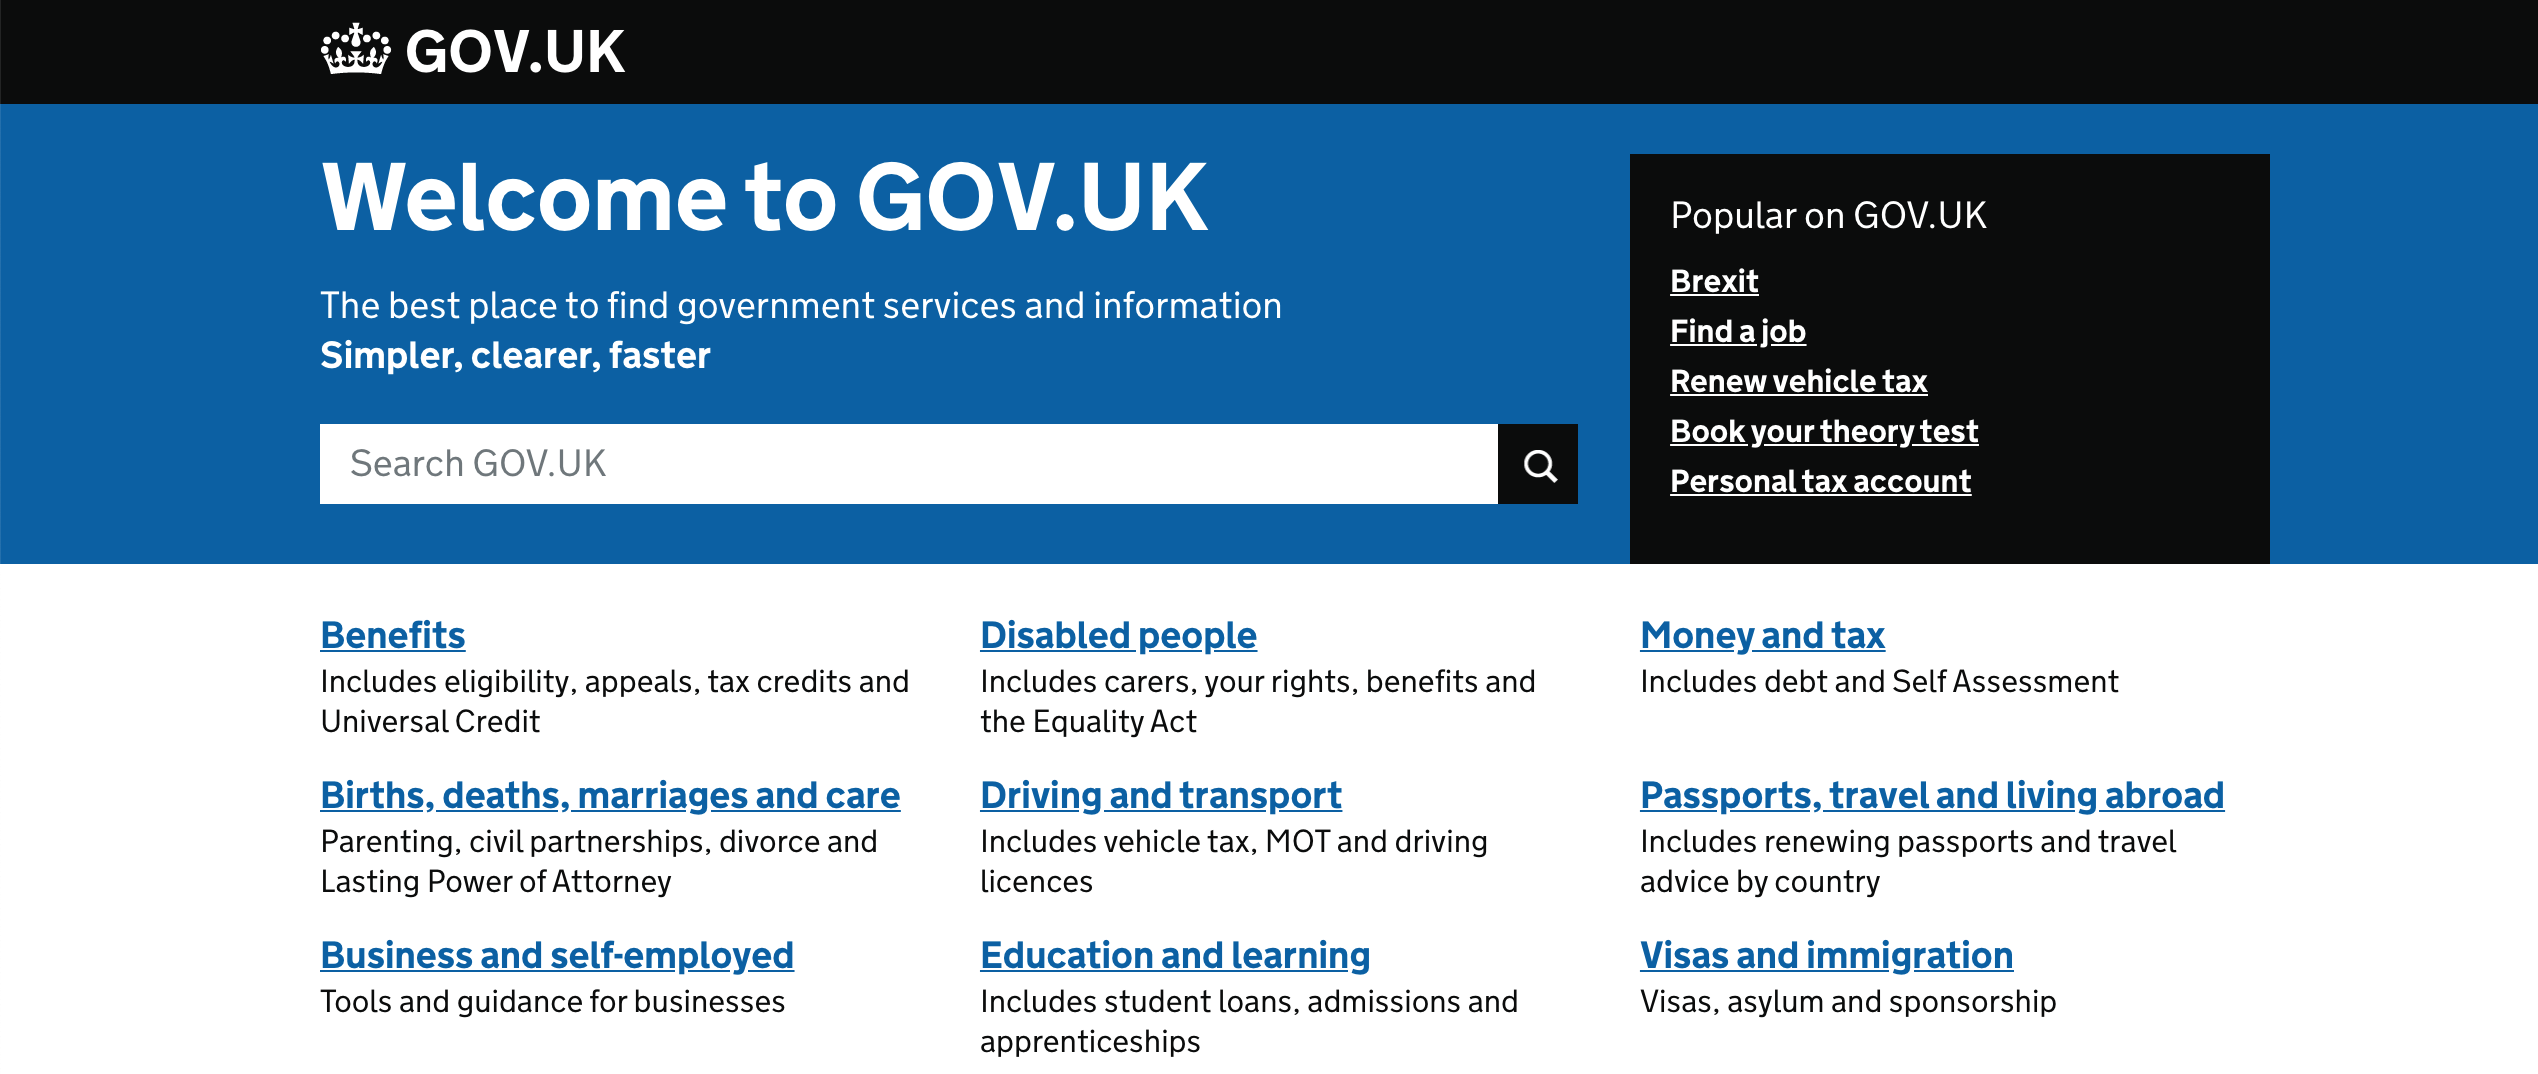 GOV.UK
Welcome to GOV.UK
The best place to find government services and information
Simpler, clearer, faster
Search GOV.UK
Popular on GOV.UK
Brexit
Find a job
Renew vehicle tax
Book your theory test
Personal tax account
Benefits
Includes eligibility, appeals, tax credits and
Universal Credit
Disabled people
Includes carers, your rights, benefits and
the Equality Act
Money and tax
Includes debt and Self Assessment
Births, deaths, marriages and care
Parenting, civil partnerships, divorce and
Lasting Power of Attorney
Driving and transport
Includes vehicle tax, MOT and driving
licences
Passports, travel and living abroad
Includes renewing passports and travel
advice by country
Business and self-employed
Tools and guidance for businesses
Education and learning
Includes student loans, admissions and
apprenticeships
Visas and immigration
Visas, asylum and sponsorship